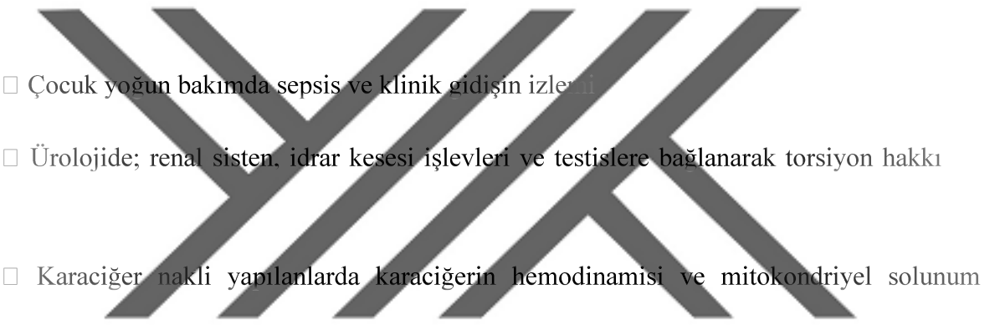 □ Çocuk yoğun bakımda sepsis ve klinik gidişin izlemi
□ Ürolojide; renal sisten, idrar kesesi işlevleri ve testislere bağlanarak torsiyon hakkı
□ Karaciğer nakli yapılanlarda karaciğerin hemodinamisi ve mitokondriyel solunum